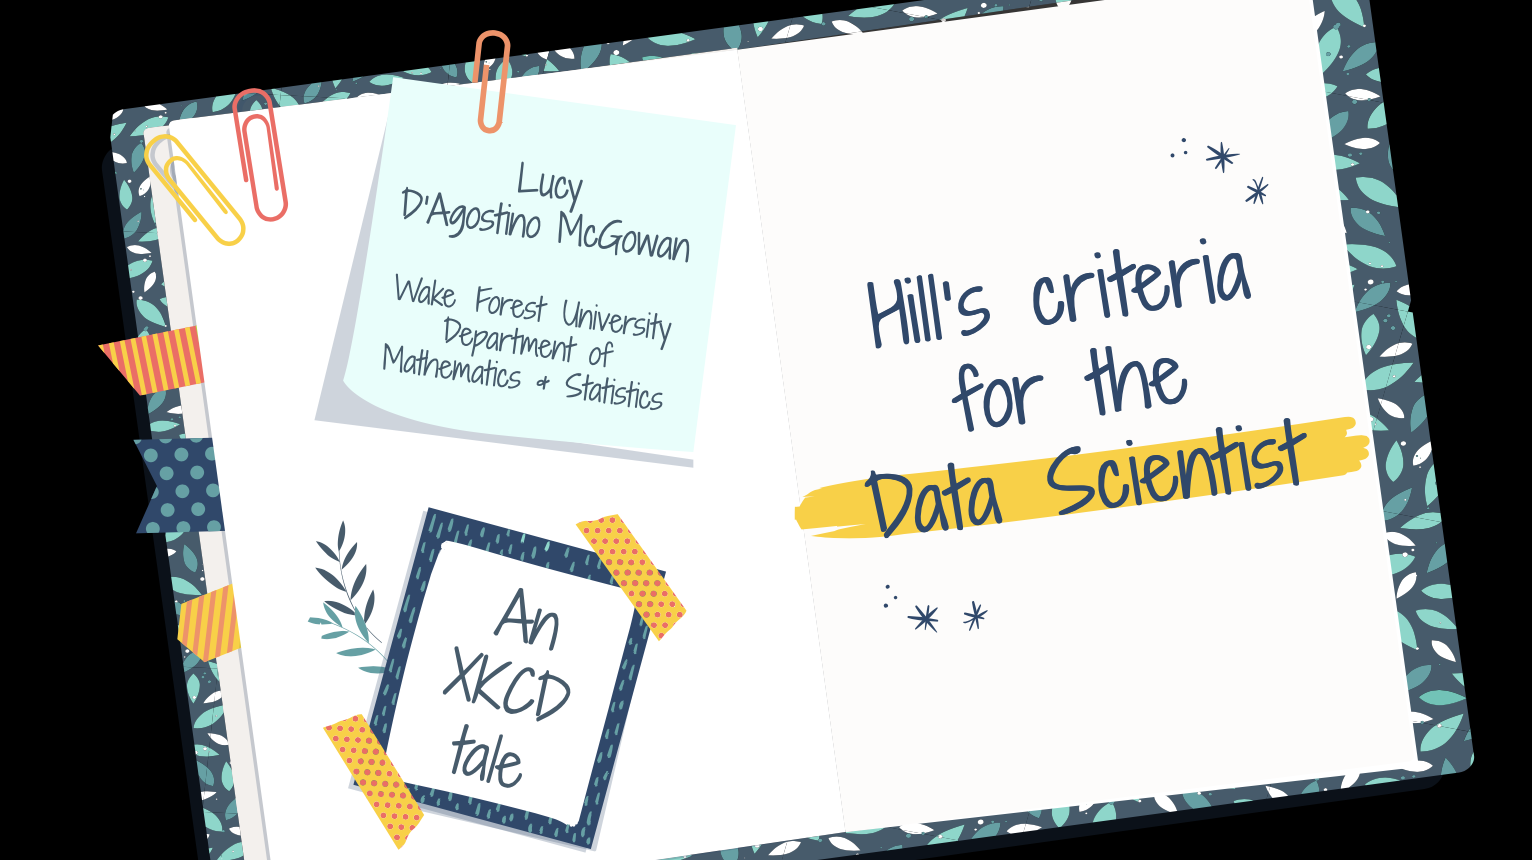 Lucy
D'Agostino McGowan
Wake Forest University
Department of
Mathematics & Statistics
An
XKCD
tale
Hill's criteria
for the
Data Scientist